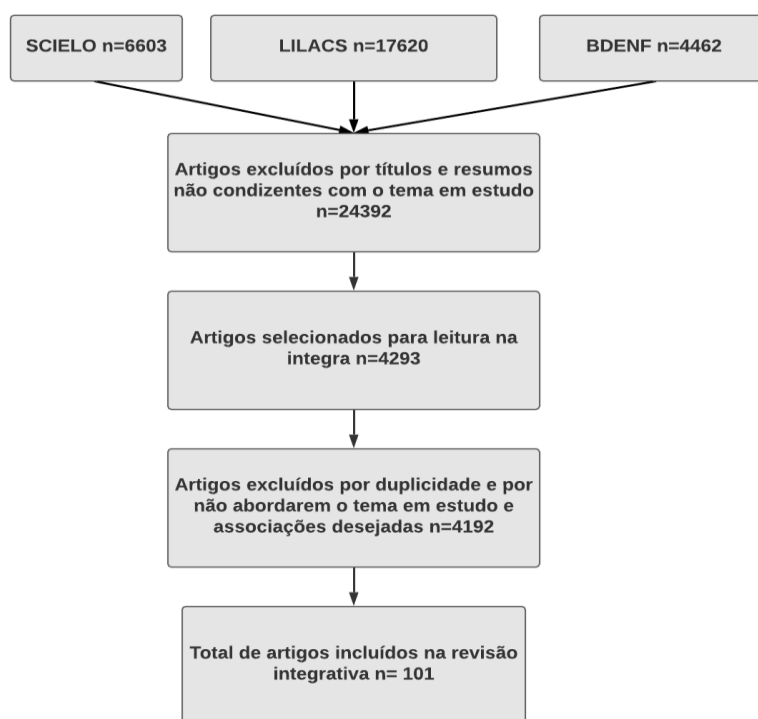 SCIELO n=6603
LILACS n=17620
BDENF n=4462
Artigos excluídos por títulos e resumos
não condizentes com o tema em estudo
n=24392
Artigos selecionados para leitura na
integra n=4293
Artigos excluídos por duplicidade e por
não abordarem o tema em estudo e
associações desejadas n=4192
Total de artigos incluídos na revisão
integrativa n= 101